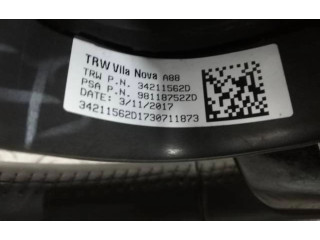 TRW Vila Nova A88
TRW P.N. 34211562D
PSA P.N. 98118752ZD
DATE: 3/11/2017
34211562D1730711873